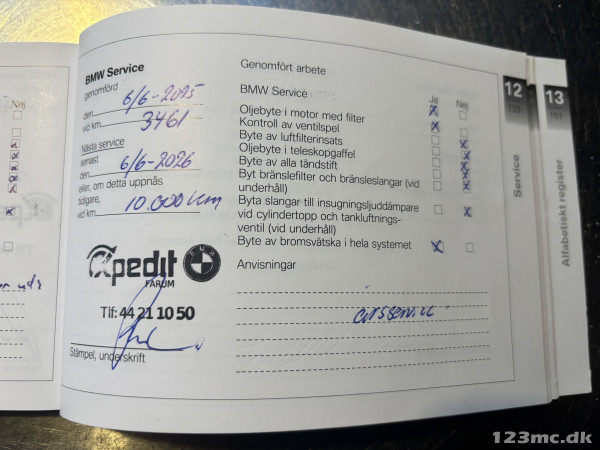 Nej
BMW Service
genomförd
den 6/6-2025
vid km 3461
Nästa service
senast
den 6/6-2026
eller, om detta uppnås
tidigare,
vid km 10.000 km
Xpedit
FARUM
Tlf: 44 21 10 50
Stämpel, underskrift
Genomfört arbete
BMW Service
Ja Nej
Oljebyte i motor med filter
Kontroll av ventilspel
Byte av luftfilterinsats
Oljebyte i teleskopgaffel
Byte av alla tändstift
Byt bränslefilter och bränsleslangar (vid
underhåll)
Byta slangar till insugningsljuddämpare
vid cylindertopp och tankluftnings-
ventil (vid underhåll)
Byte av bromsvätska i hela systemet
Anvisningar
12
Service
13
151
Alfabetiskt register
123mc.dk